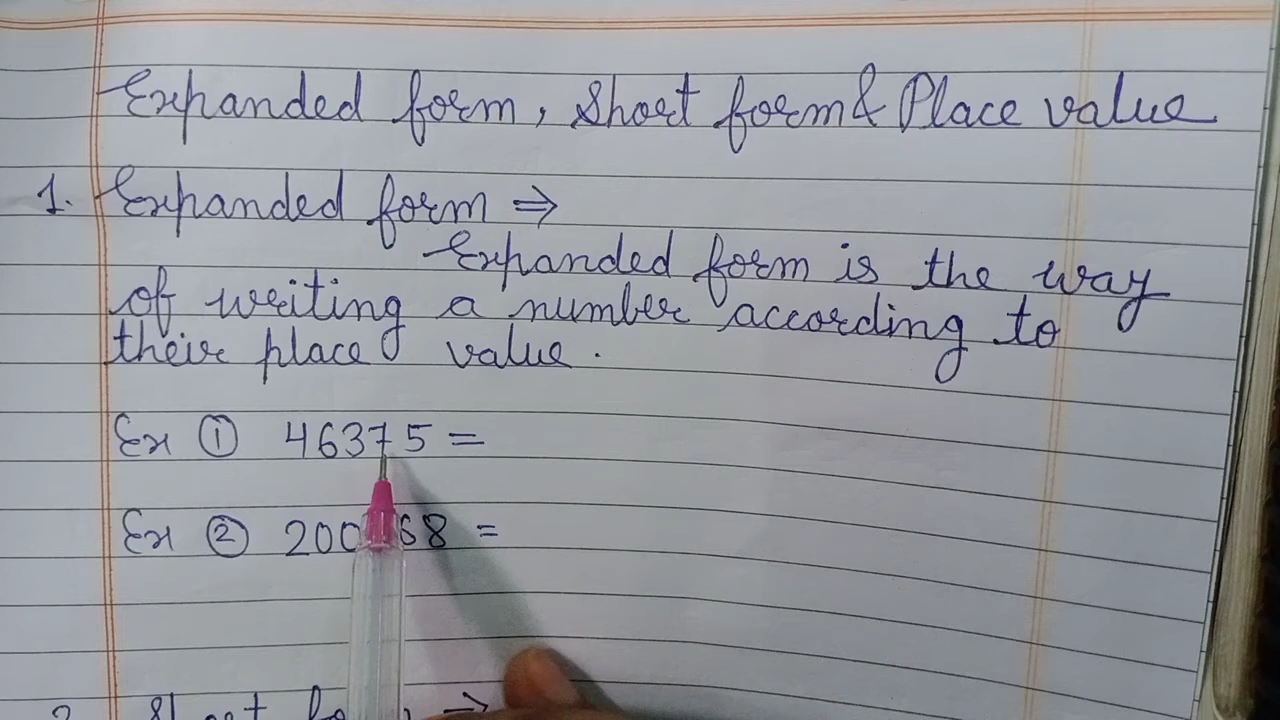 Expanded form, Short form & Place value
1. Expanded form ⇒
Expanded form is the way
of writing a number according to
their place value.
Ex ① 46375 =
Ex ② 200 68 =